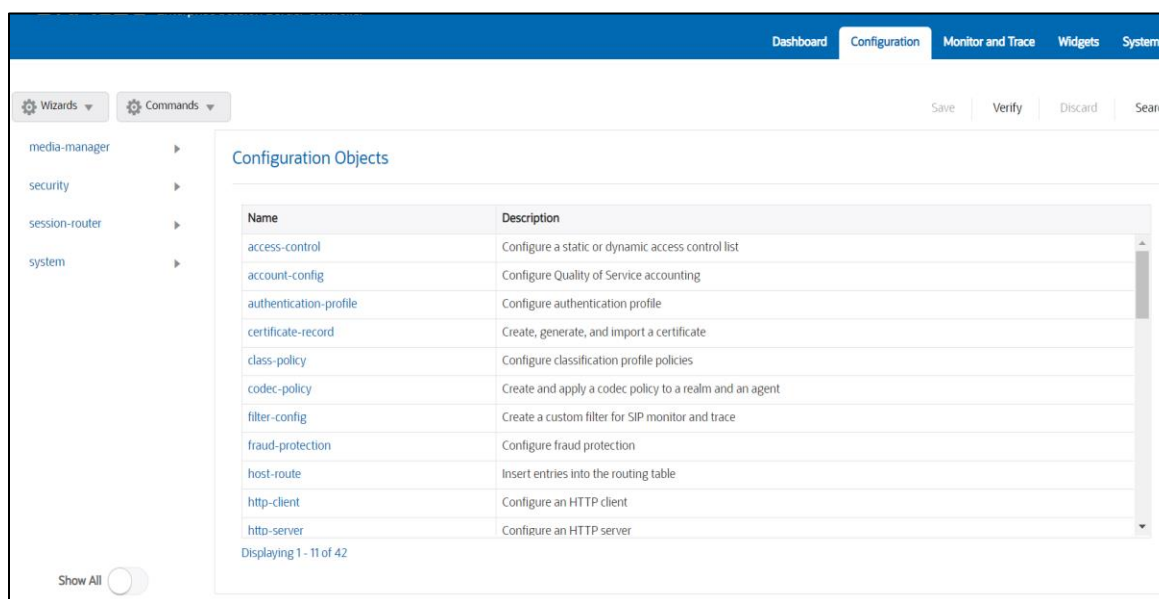 Dashboard Configuration Monitor and Trace Widgets System
Wizards Commands Save Verify Discard Sear
media-manager
security
session-router
system
Configuration Objects
Name Description
access-control Configure a static or dynamic access control list
account-config Configure Quality of Service accounting
authentication-profile Configure authentication profile
certificate-record Create, generate, and import a certificate
class-policy Configure classification profile policies
codec-policy Create and apply a codec policy to a realm and an agent
filter-config Create a custom filter for SIP monitor and trace
fraud-protection Configure fraud protection
host-route Insert entries into the routing table
http-client Configure an HTTP client
http-server Configure an HTTP server
Displaying 1 - 11 of 42
Show All